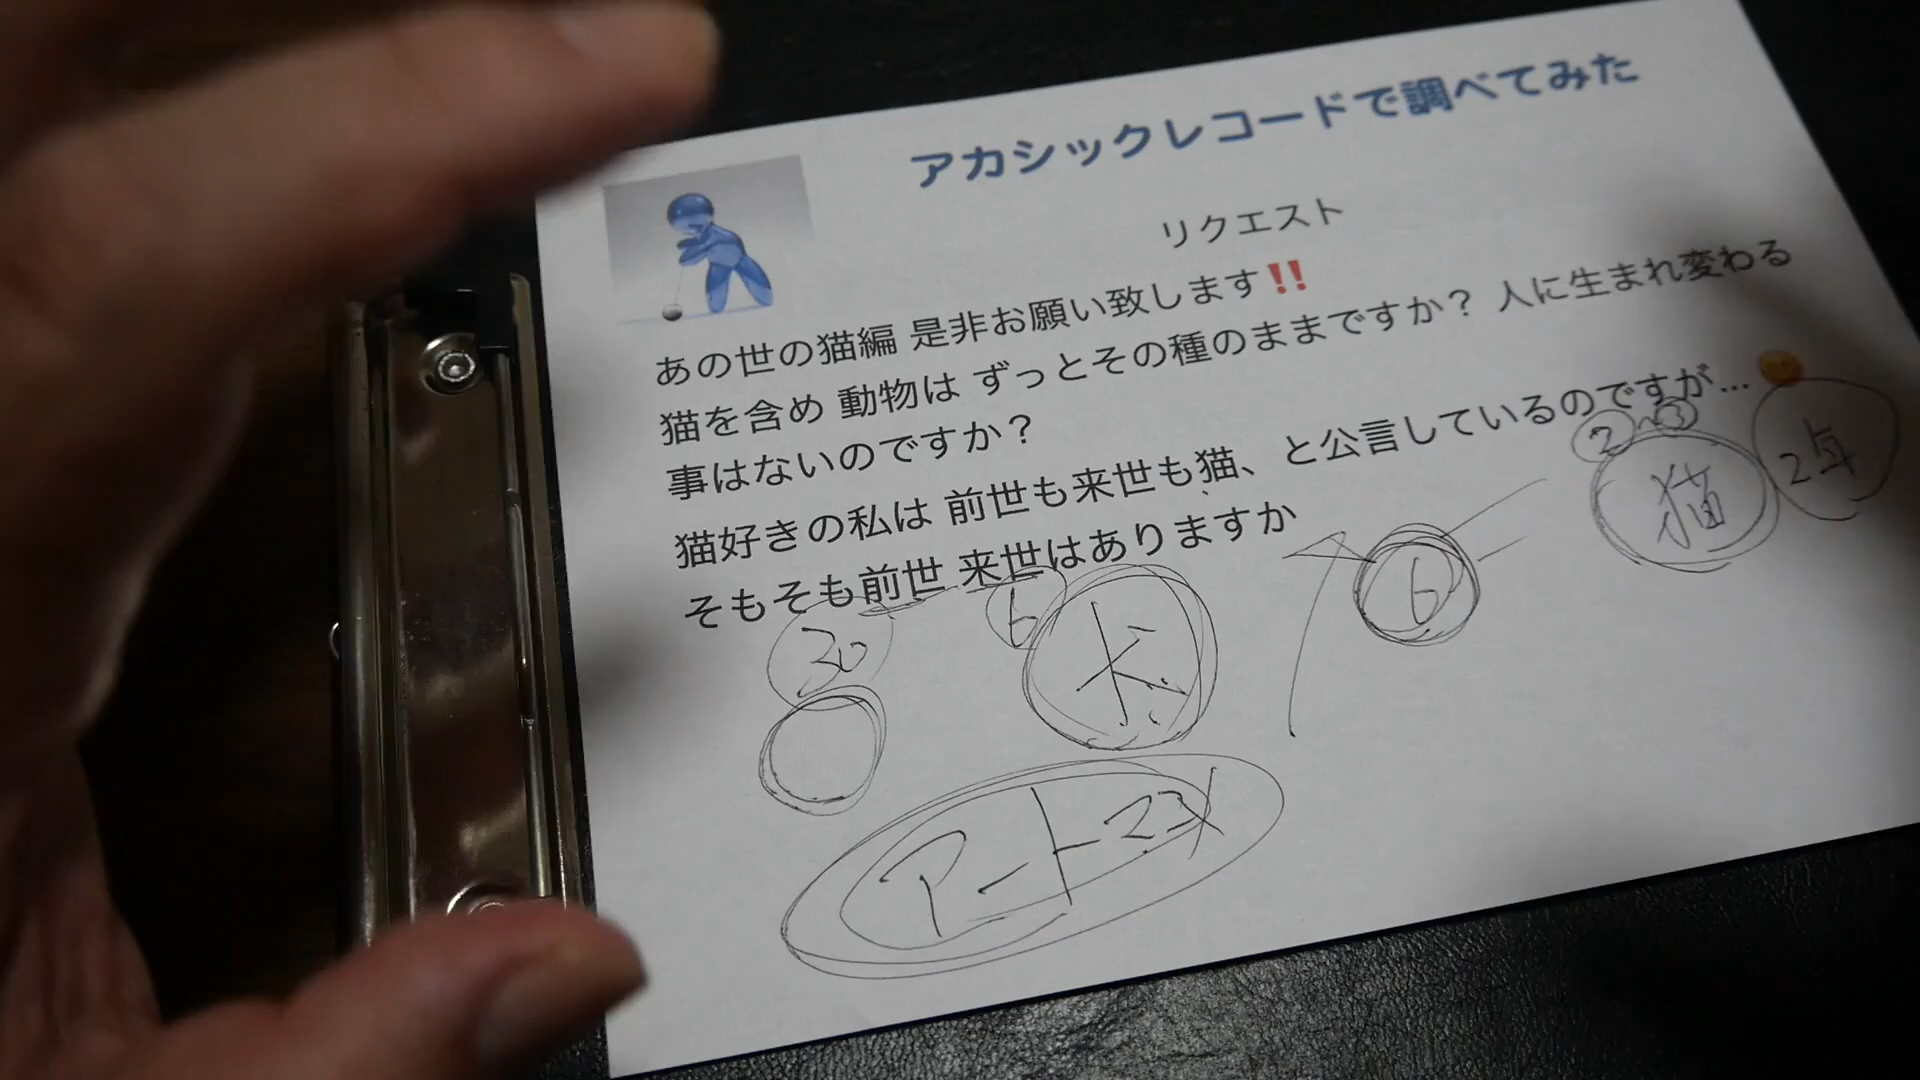 アカシックレコードで調べてみた
リクエスト
あの世の猫編 是非お願い致します‼
猫を含め 動物は ずっとその種のままですか？ 人に生まれ変わる
事はないのですか？
猫好きの私は 前世も来世も猫、と公言しているのですが…
そもそも前世 来世はありますか
2~3
猫
2年
6
6
犬
20
アートマン